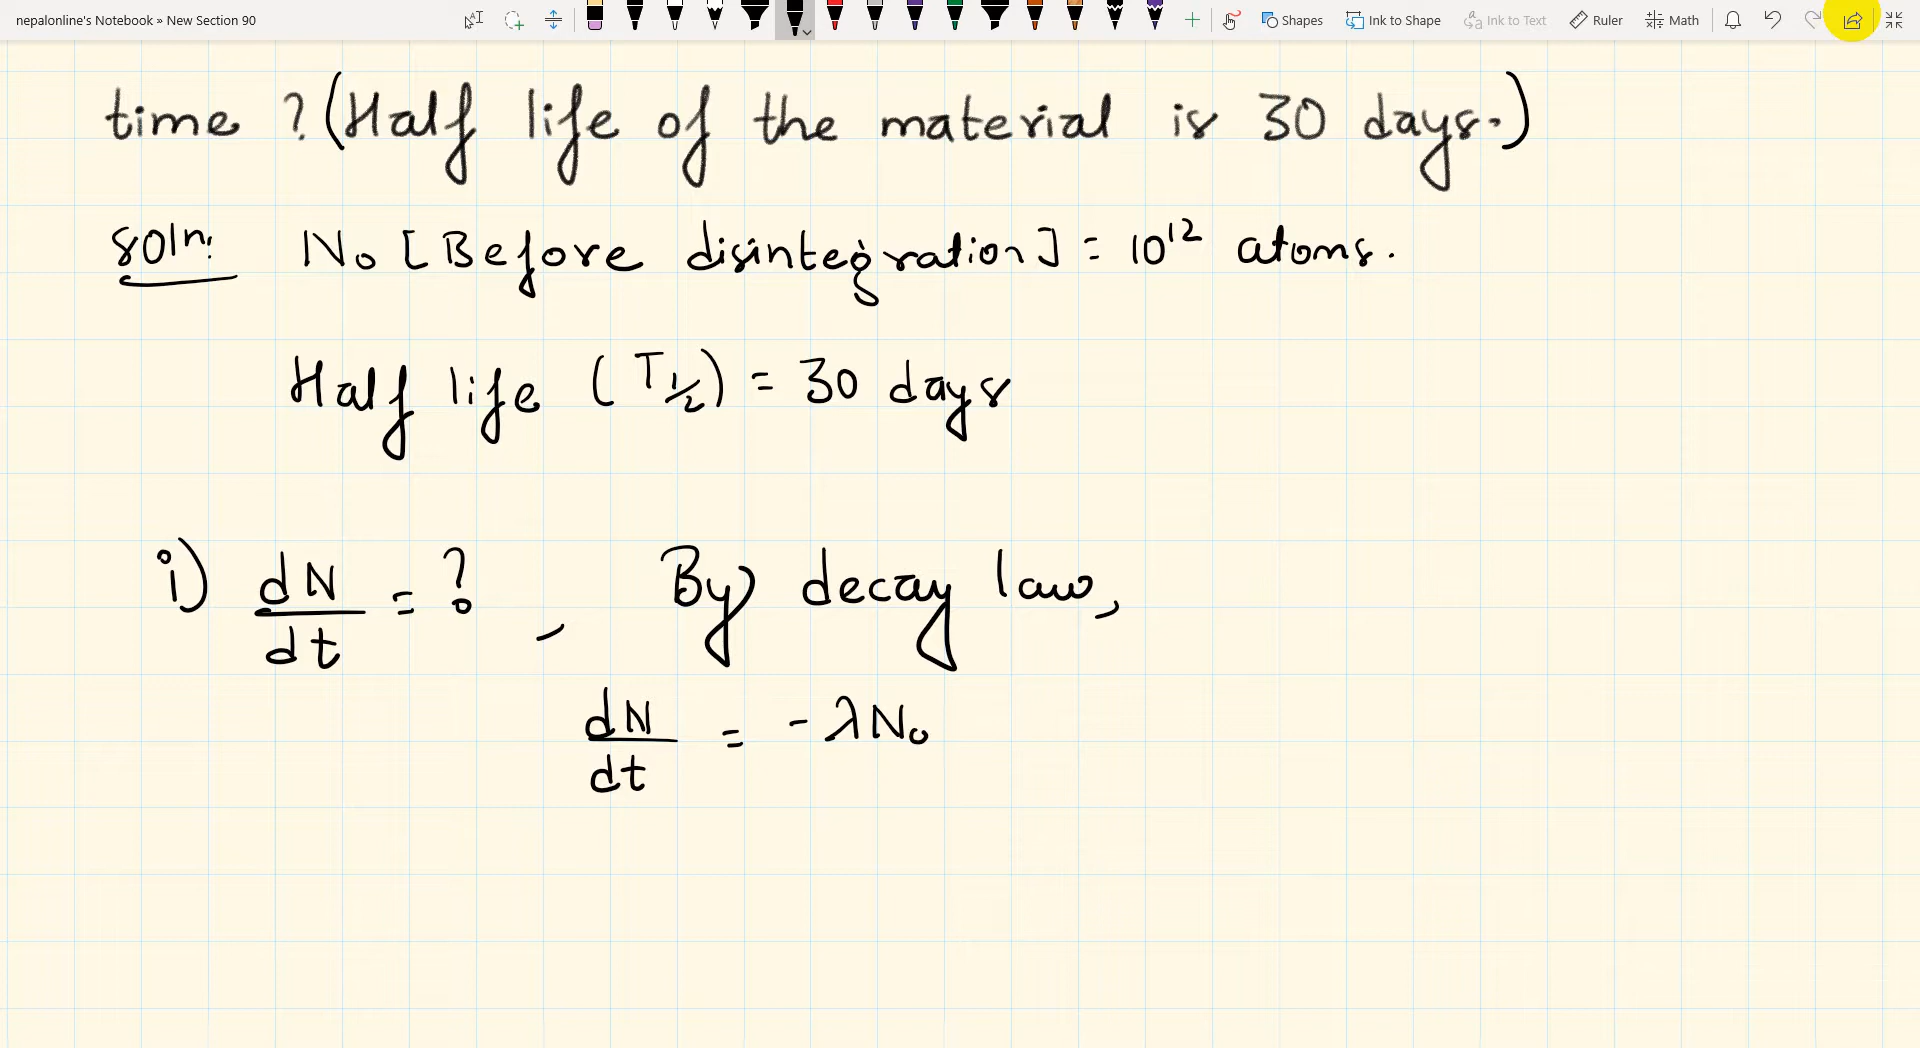 nepalonline's Notebook » New Section 90
Shapes Ink to Shape Ink to Text Ruler Math
time ? (Half life of the material is 30 days.)
Soln: N₀ [Before disintegration] = 10¹² atoms.
Half life (T½) = 30 days
i) dN/dt = ? , By decay law,
dN/dt = -λN₀